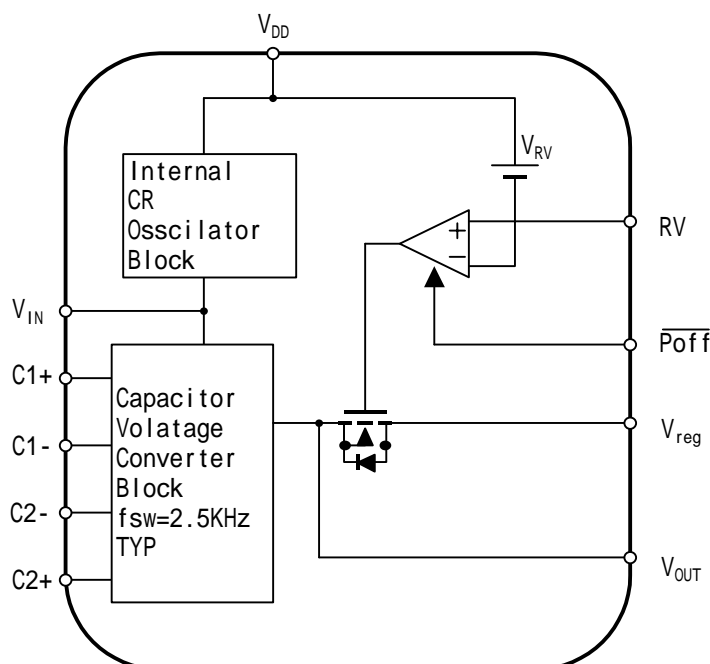 VDD
Internal
CR
Osscilator
Block
VRV
+
−
RV
VIN
Poff
C1+
C1-
C2-
C2+
Capacitor
Volatage
Converter
Block
fsw=2.5KHz
TYP
Vreg
VOUT